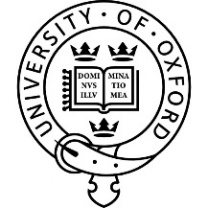 UNIVERSITY · OF · OXFORD
DOMI MINA
NVS TIO
ILLV MEA